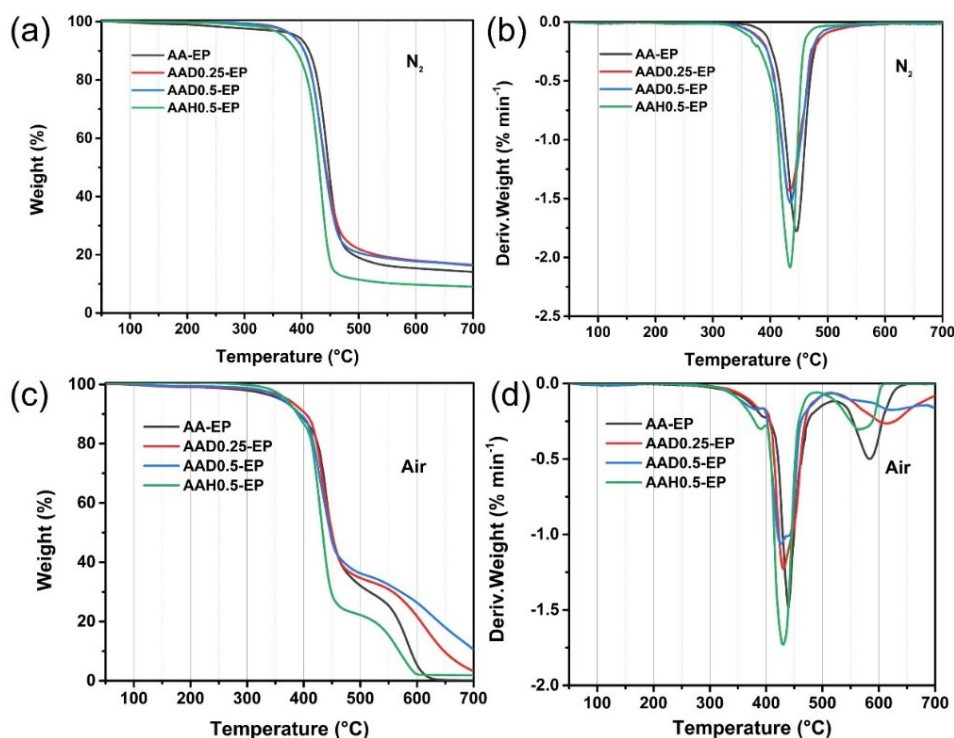 (a)
100
80
60
40
20
0
Weight (%)
AA-EP
AAD0.25-EP
AAD0.5-EP
AAH0.5-EP
N₂
100 200 300 400 500 600 700
Temperature (°C)
(b)
0.0
-0.5
-1.0
-1.5
-2.0
-2.5
Deriv.Weight (% min⁻¹)
N₂
AA-EP
AAD0.25-EP
AAD0.5-EP
AAH0.5-EP
100 200 300 400 500 600 700
Temperature (°C)
(c)
100
80
60
40
20
0
Weight (%)
AA-EP
AAD0.25-EP
AAD0.5-EP
AAH0.5-EP
Air
100 200 300 400 500 600 700
Temperature (°C)
(d)
0.0
-0.5
-1.0
-1.5
-2.0
Deriv.Weight (% min⁻¹)
AA-EP
AAD0.25-EP
AAD0.5-EP
AAH0.5-EP
Air
100 200 300 400 500 600 700
Temperature (°C)